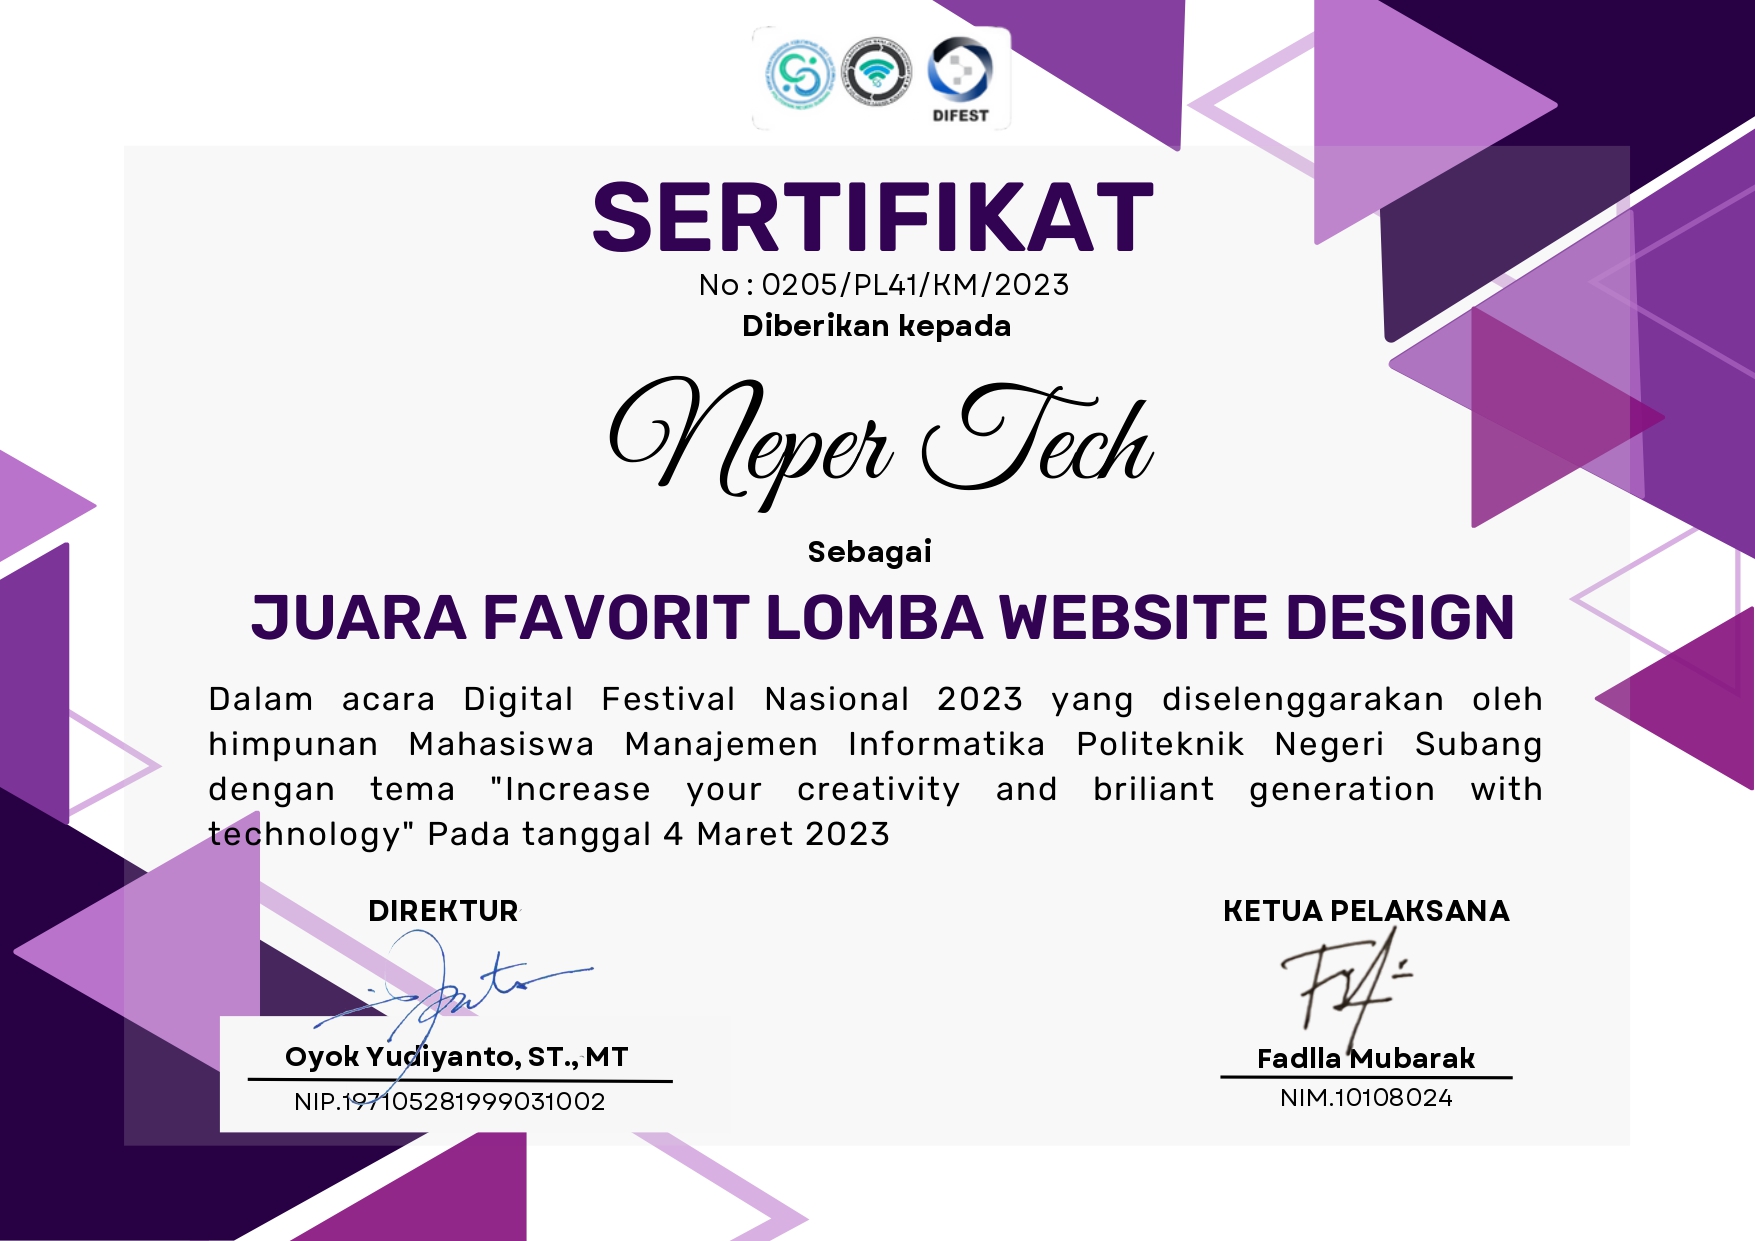 DIFEST
SERTIFIKAT
No : 0205/PL41/KM/2023
Diberikan kepada
Neper Tech
Sebagai
JUARA FAVORIT LOMBA WEBSITE DESIGN
Dalam acara Digital Festival Nasional 2023 yang diselenggarakan oleh
himpunan Mahasiswa Manajemen Informatika Politeknik Negeri Subang
dengan tema "Increase your creativity and briliant generation with
technology" Pada tanggal 4 Maret 2023
DIREKTUR
Oyok Yudiyanto, ST., MT
NIP.197105281999031002
KETUA PELAKSANA
Fadlla Mubarak
NIM.10108024